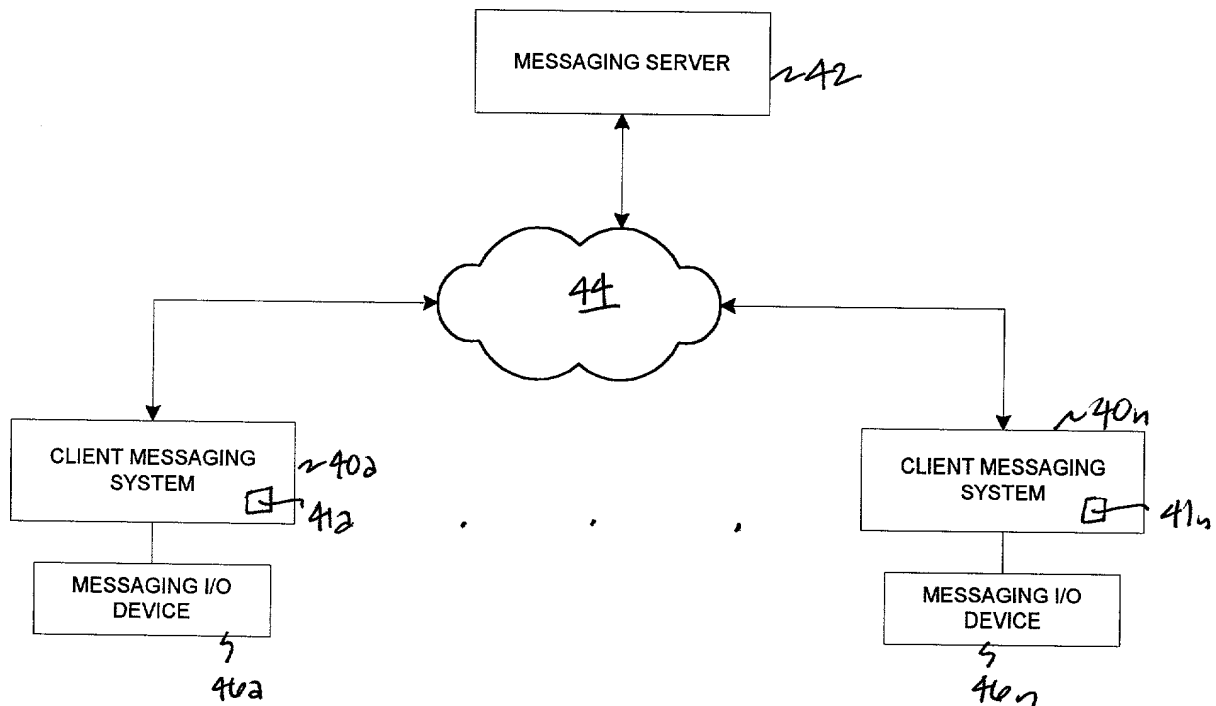 MESSAGING SERVER
~42
44
~40n
CLIENT MESSAGING
SYSTEM
~40a
41a
CLIENT MESSAGING
SYSTEM
41n
MESSAGING I/O
DEVICE
46a
MESSAGING I/O
DEVICE
46n